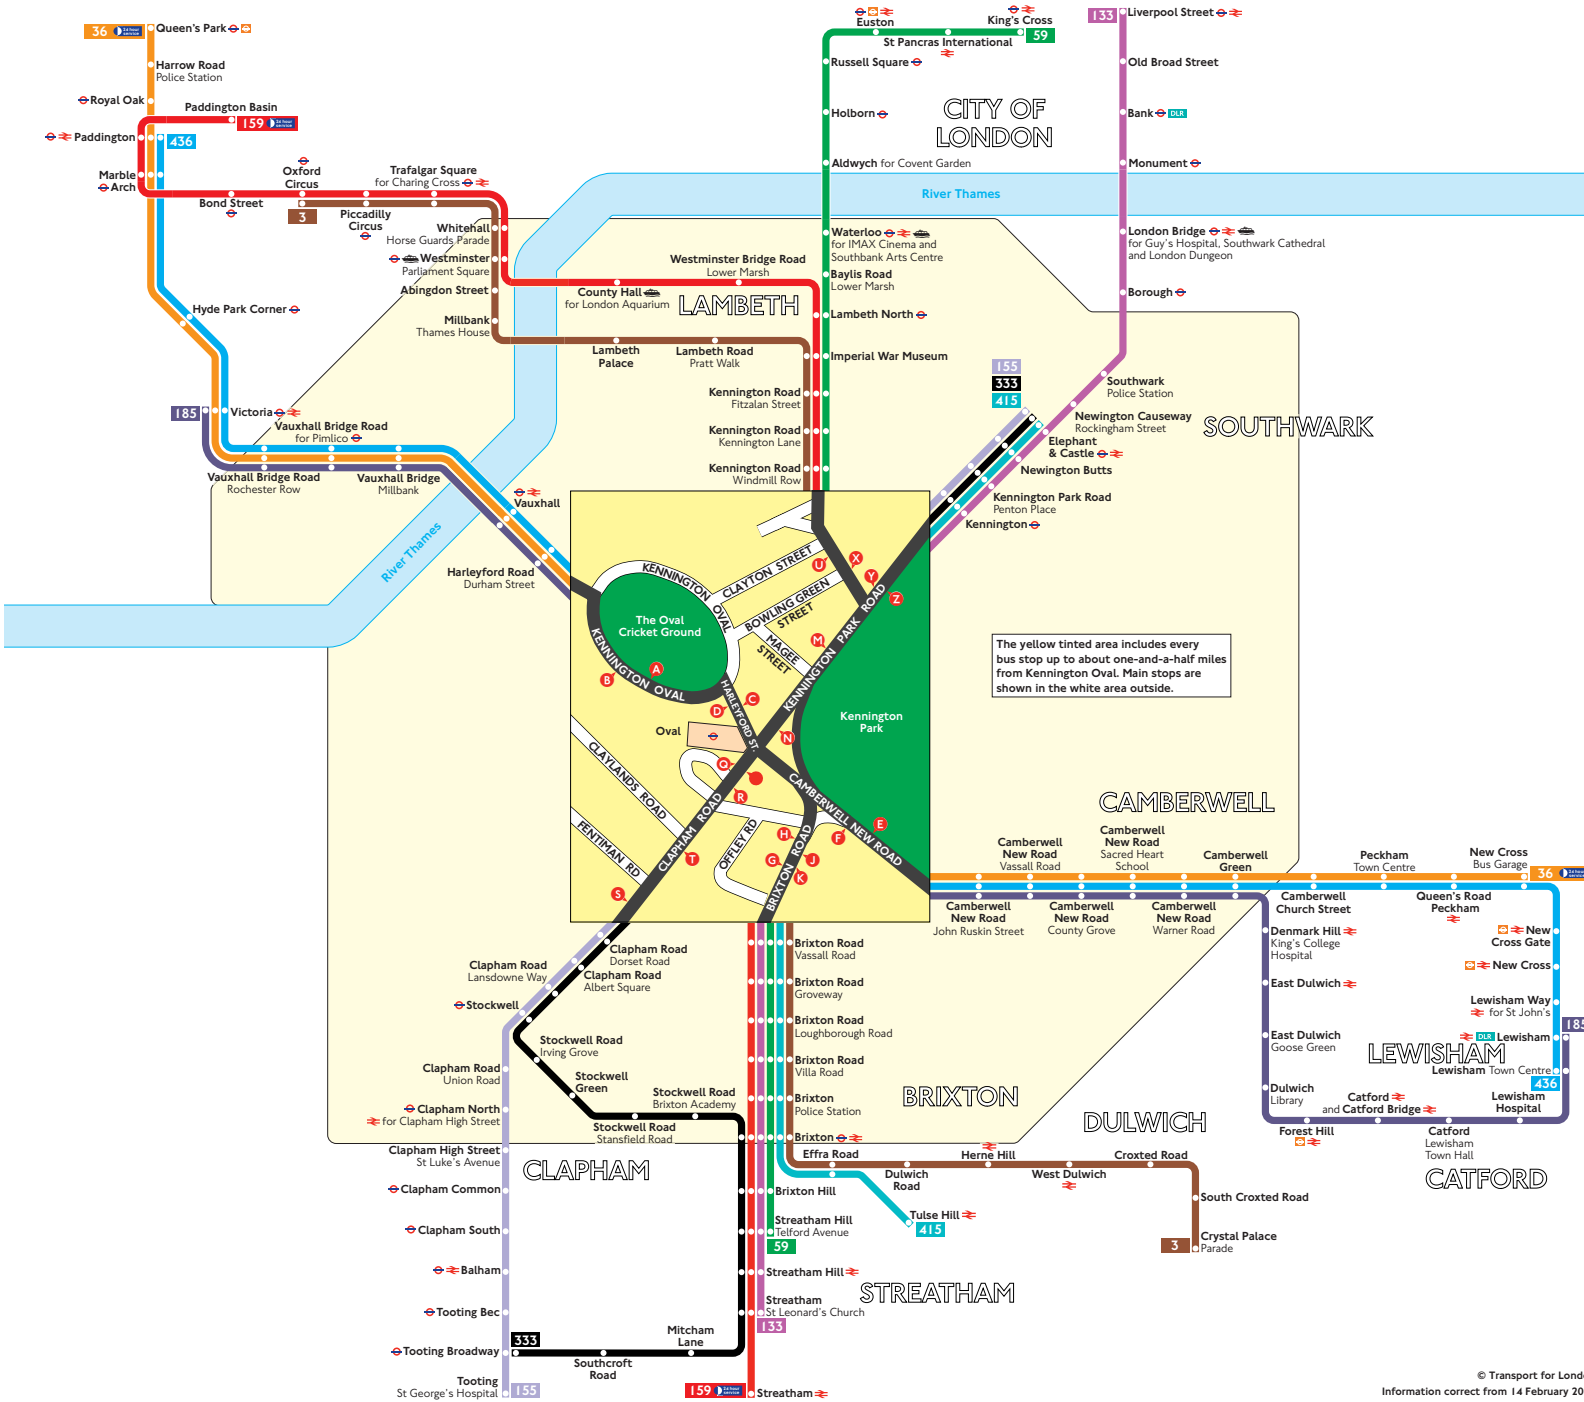 36
24 hour
service
Queen's Park
Harrow Road
Police Station
Royal Oak
Paddington Basin
159
24 hour
service
Paddington
436
Marble
Arch
Bond Street
Oxford
Circus
3
Piccadilly
Circus
Trafalgar Square
for Charing Cross
Whitehall
Horse Guards Parade
Westminster
Parliament Square
Abingdon Street
Millbank
Thames House
Hyde Park Corner
185
Victoria
Vauxhall Bridge Road
for Pimlico
Vauxhall Bridge Road
Rochester Row
Vauxhall Bridge
Millbank
Vauxhall
Harleyford Road
Durham Street
River Thames
Euston
King's Cross
59
St Pancras International
Russell Square
Holborn
Aldwych for Covent Garden
CITY OF
LONDON
133
Liverpool Street
Old Broad Street
Bank
DLR
Monument
River Thames
Waterloo
for IMAX Cinema and
Southbank Arts Centre
Baylis Road
Lower Marsh
Lambeth North
Imperial War Museum
Westminster Bridge Road
Lower Marsh
County Hall
for London Aquarium
LAMBETH
Lambeth
Palace
Lambeth Road
Pratt Walk
Kennington Road
Fitzalan Street
Kennington Road
Kennington Lane
Kennington Road
Windmill Row
London Bridge
for Guy's Hospital, Southwark Cathedral
and London Dungeon
Borough
Southwark
Police Station
155
333
415
Newington Causeway
Rockingham Street
Elephant
& Castle
Newington Butts
Kennington Park Road
Penton Place
Kennington
SOUTHWARK
CLAYTON STREET
KENNINGTON OVAL
BOWLING GREEN
STREET
MAGEE
STREET
KENNINGTON PARK ROAD
The Oval
Cricket Ground
KENNINGTON OVAL
HARLEYFORD ST.
Oval
Kennington
Park
CLAYLANDS ROAD
FENTIMAN RD
CLAPHAM ROAD
OFFLEY RD
BRIXTON ROAD
CAMBERWELL NEW ROAD
U
X
Y
Z
M
A
B
C
D
N
Q
R
E
F
H
G
J
K
T
S
The yellow tinted area includes every
bus stop up to about one-and-a-half miles
from Kennington Oval. Main stops are
shown in the white area outside.
CAMBERWELL
Camberwell
New Road
Vassall Road
Camberwell
New Road
Sacred Heart
School
Camberwell
Green
Peckham
Town Centre
New Cross
Bus Garage
36
24 hour
service
Camberwell
New Road
John Ruskin Street
Camberwell
New Road
County Grove
Camberwell
New Road
Warner Road
Camberwell
Church Street
Queen's Road
Peckham
Denmark Hill
King's College
Hospital
East Dulwich
East Dulwich
Goose Green
Dulwich
Library
New
Cross Gate
New Cross
Lewisham Way
for St John's
185
DLR
Lewisham
LEWISHAM
Lewisham Town Centre
436
Catford
and Catford Bridge
Lewisham
Hospital
Forest Hill
Catford
Lewisham
Town Hall
CATFORD
Clapham Road
Dorset Road
Clapham Road
Lansdowne Way
Clapham Road
Albert Square
Stockwell
Stockwell Road
Irving Grove
Stockwell
Green
Clapham Road
Union Road
Clapham North
for Clapham High Street
Stockwell Road
Brixton Academy
Stockwell Road
Stansfield Road
Clapham High Street
St Luke's Avenue
CLAPHAM
Clapham Common
Clapham South
Balham
Tooting Bec
Tooting Broadway
333
Southcroft
Road
Mitcham
Lane
Tooting
St George's Hospital
155
Brixton Road
Vassall Road
Brixton Road
Groveway
Brixton Road
Loughborough Road
Brixton Road
Villa Road
Brixton
Police Station
Brixton
BRIXTON
DULWICH
Effra Road
Herne Hill
Croxted Road
Dulwich
Road
West Dulwich
South Croxted Road
Crystal Palace
Parade
3
Brixton Hill
Tulse Hill
415
Streatham Hill
Telford Avenue
59
Streatham Hill
STREATHAM
Streatham
St Leonard's Church
133
159
24 hour
service
Streatham
© Transport for Londo
Information correct from 14 February 20